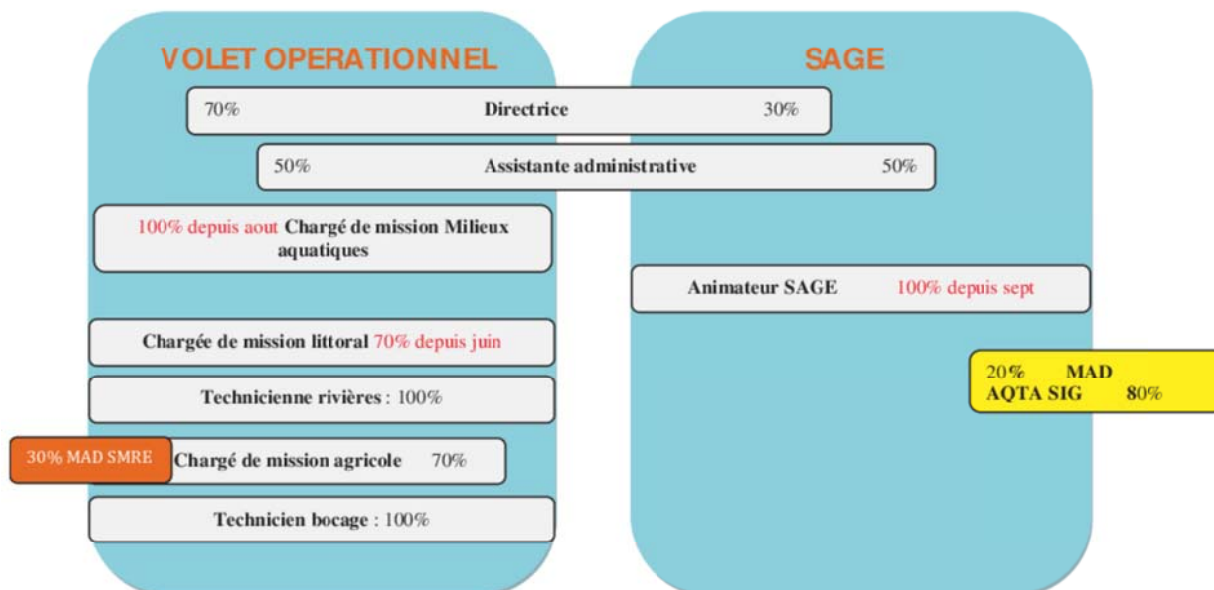 VOLET OPERATIONNEL
SAGE
70% Directrice 30%
50% Assistante administrative 50%
100% depuis aout Chargé de mission Milieux
aquatiques
Animateur SAGE 100% depuis sept
Chargée de mission littoral 70% depuis juin
20% MAD
AQTA SIG 80%
Technicienne rivières : 100%
30% MAD SMRE Chargé de mission agricole 70%
Technicien bocage : 100%